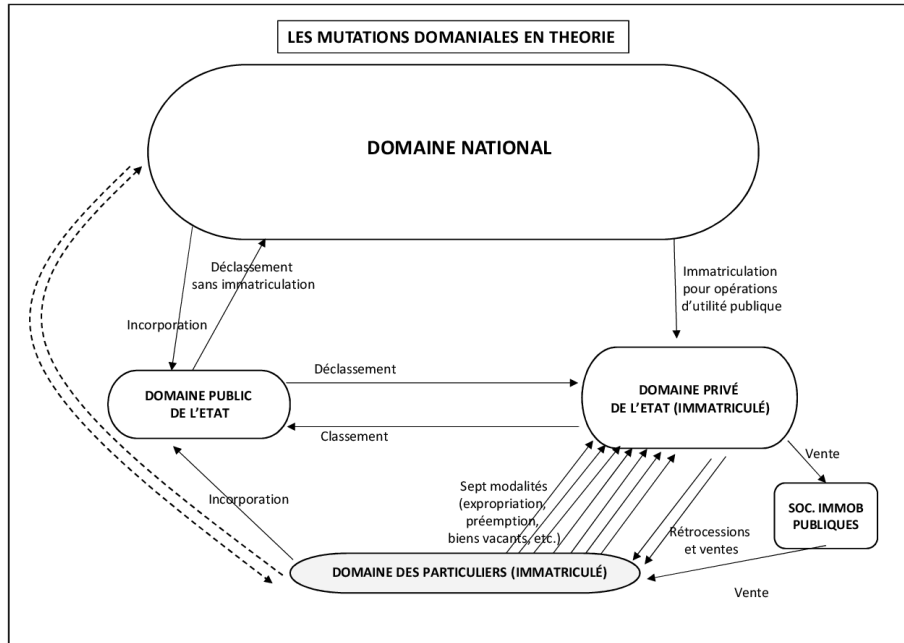 LES MUTATIONS DOMANIALES EN THEORIE
DOMAINE NATIONAL
Déclassement
sans immatriculation
Immatriculation
pour opérations
d'utilité publique
Incorporation
Déclassement
DOMAINE PUBLIC
DE L'ETAT
DOMAINE PRIVÉ
DE L'ETAT (IMMATRICULÉ)
Classement
Vente
Sept modalités
(expropriation,
préemption,
biens vacants, etc.)
Incorporation
SOC. IMMOB
PUBLIQUES
Rétrocessions
et ventes
DOMAINE DES PARTICULIERS (IMMATRICULÉ)
Vente